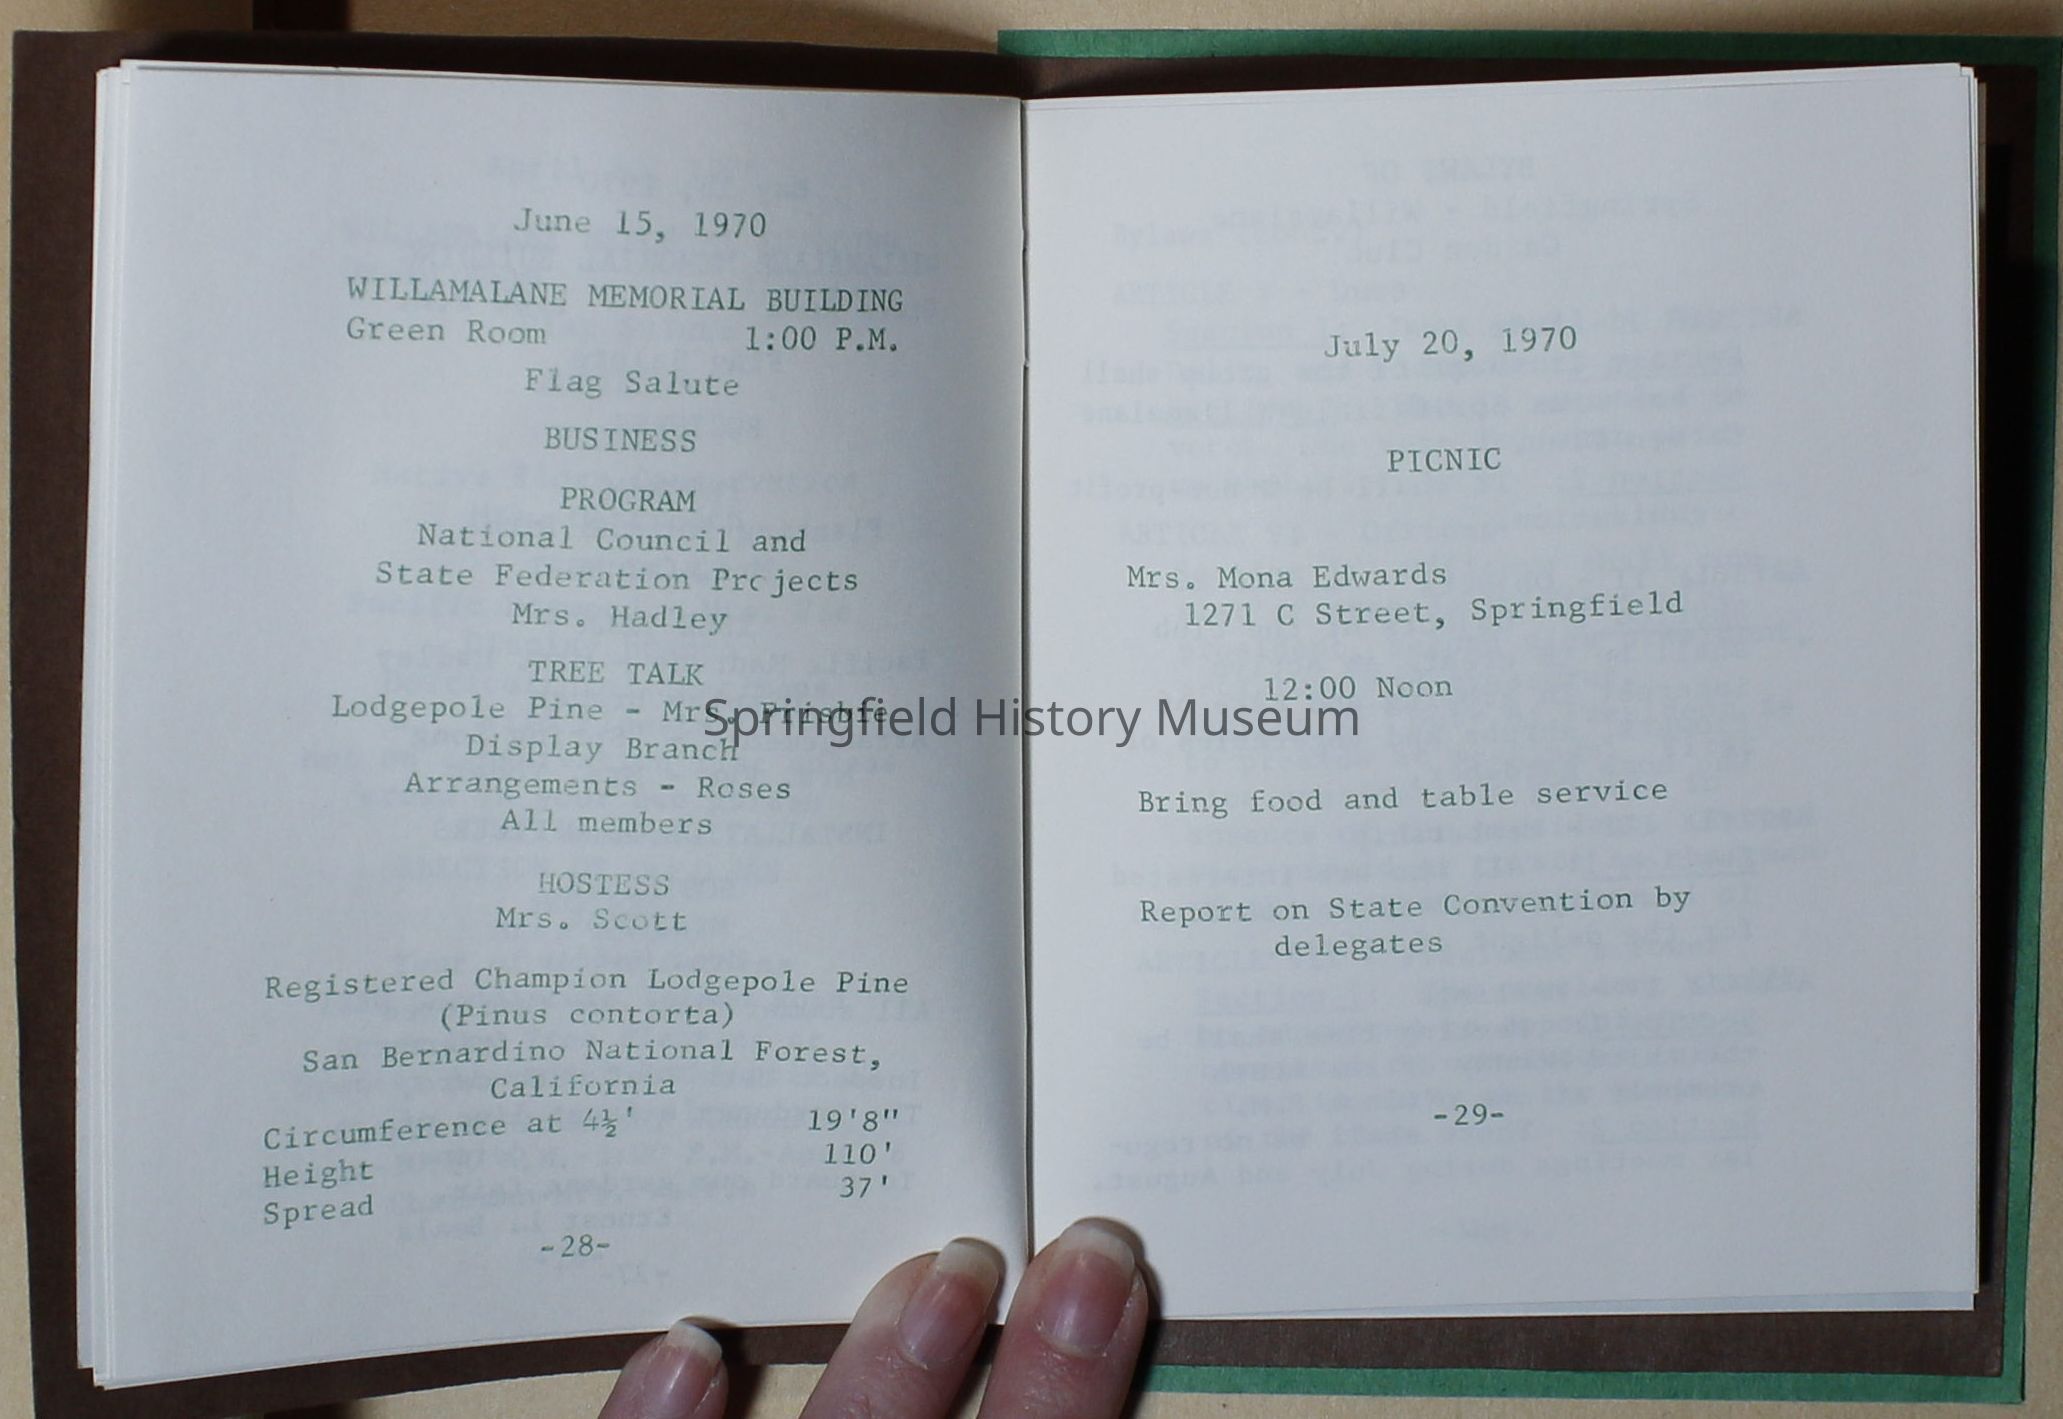 June 15, 1970
WILLAMALANE MEMORIAL BUILDING
Green Room 1:00 P.M.
Flag Salute
BUSINESS
PROGRAM
National Council and
State Federation Projects
Mrs. Hadley
TREE TALK
Lodgepole Pine - Mrs. Frisbie
Display Branch
Arrangements - Roses
All members
HOSTESS
Mrs. Scott
Registered Champion Lodgepole Pine
(Pinus contorta)
San Bernardino National Forest,
California
Circumference at 4½' 19'8"
Height 110'
Spread 37'
-28-
July 20, 1970
PICNIC
Mrs. Mona Edwards
1271 C Street, Springfield
12:00 Noon
Bring food and table service
Report on State Convention by
delegates
-29-
Springfield History Museum